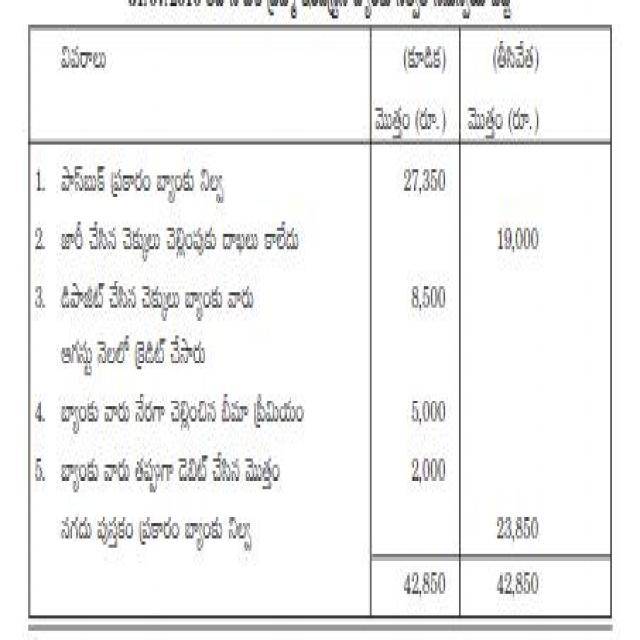 వివరాలు (కూడిక) (తీసివేత)
మొత్తం (రూ.) మొత్తం (రూ.)
1. పాస్‌బుక్ ప్రకారం బ్యాంకు నిల్వ 27,350
2. జారీ చేసిన చెక్కులు చెల్లింపుకు దాఖలు కాలేదు 19,000
3. డిపాజిట్ చేసిన చెక్కులు బ్యాంకు వారు 8,500
ఆగస్టు నెలలో క్రెడిట్ చేసారు
4. బ్యాంకు వారు నేరగా చెల్లించిన బీమా ప్రీమియం 5,000
5. బ్యాంకు వారు తప్పుగా డెబిట్ చేసిన మొత్తం 2,000
నగదు పుస్తకం ప్రకారం బ్యాంకు నిల్వ 23,850
42,850 42,850